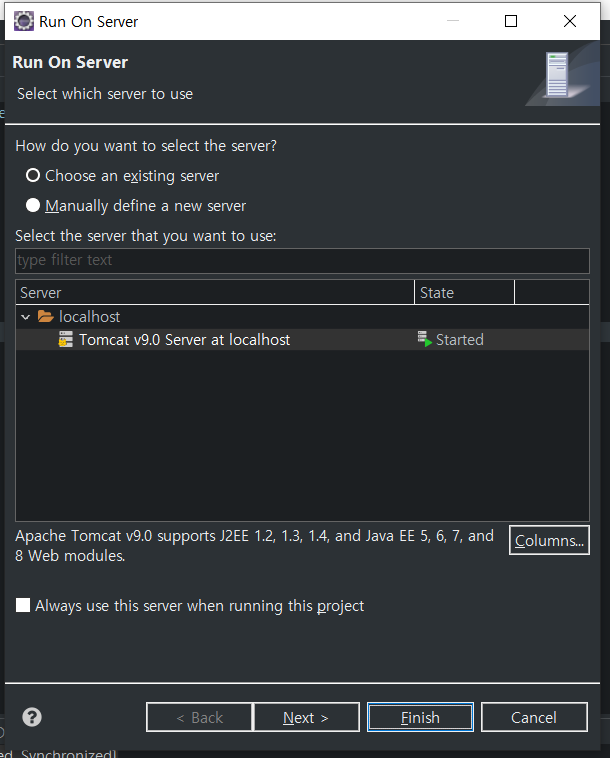 Run On Server
Run On Server
Select which server to use
How do you want to select the server?
Choose an existing server
Manually define a new server
Select the server that you want to use:
type filter text
Server State
localhost
Tomcat v9.0 Server at localhost Started
Apache Tomcat v9.0 supports J2EE 1.2, 1.3, 1.4, and Java EE 5, 6, 7, and
8 Web modules.
Columns...
Always use this server when running this project
?
< Back Next > Finish Cancel
Synchronized]